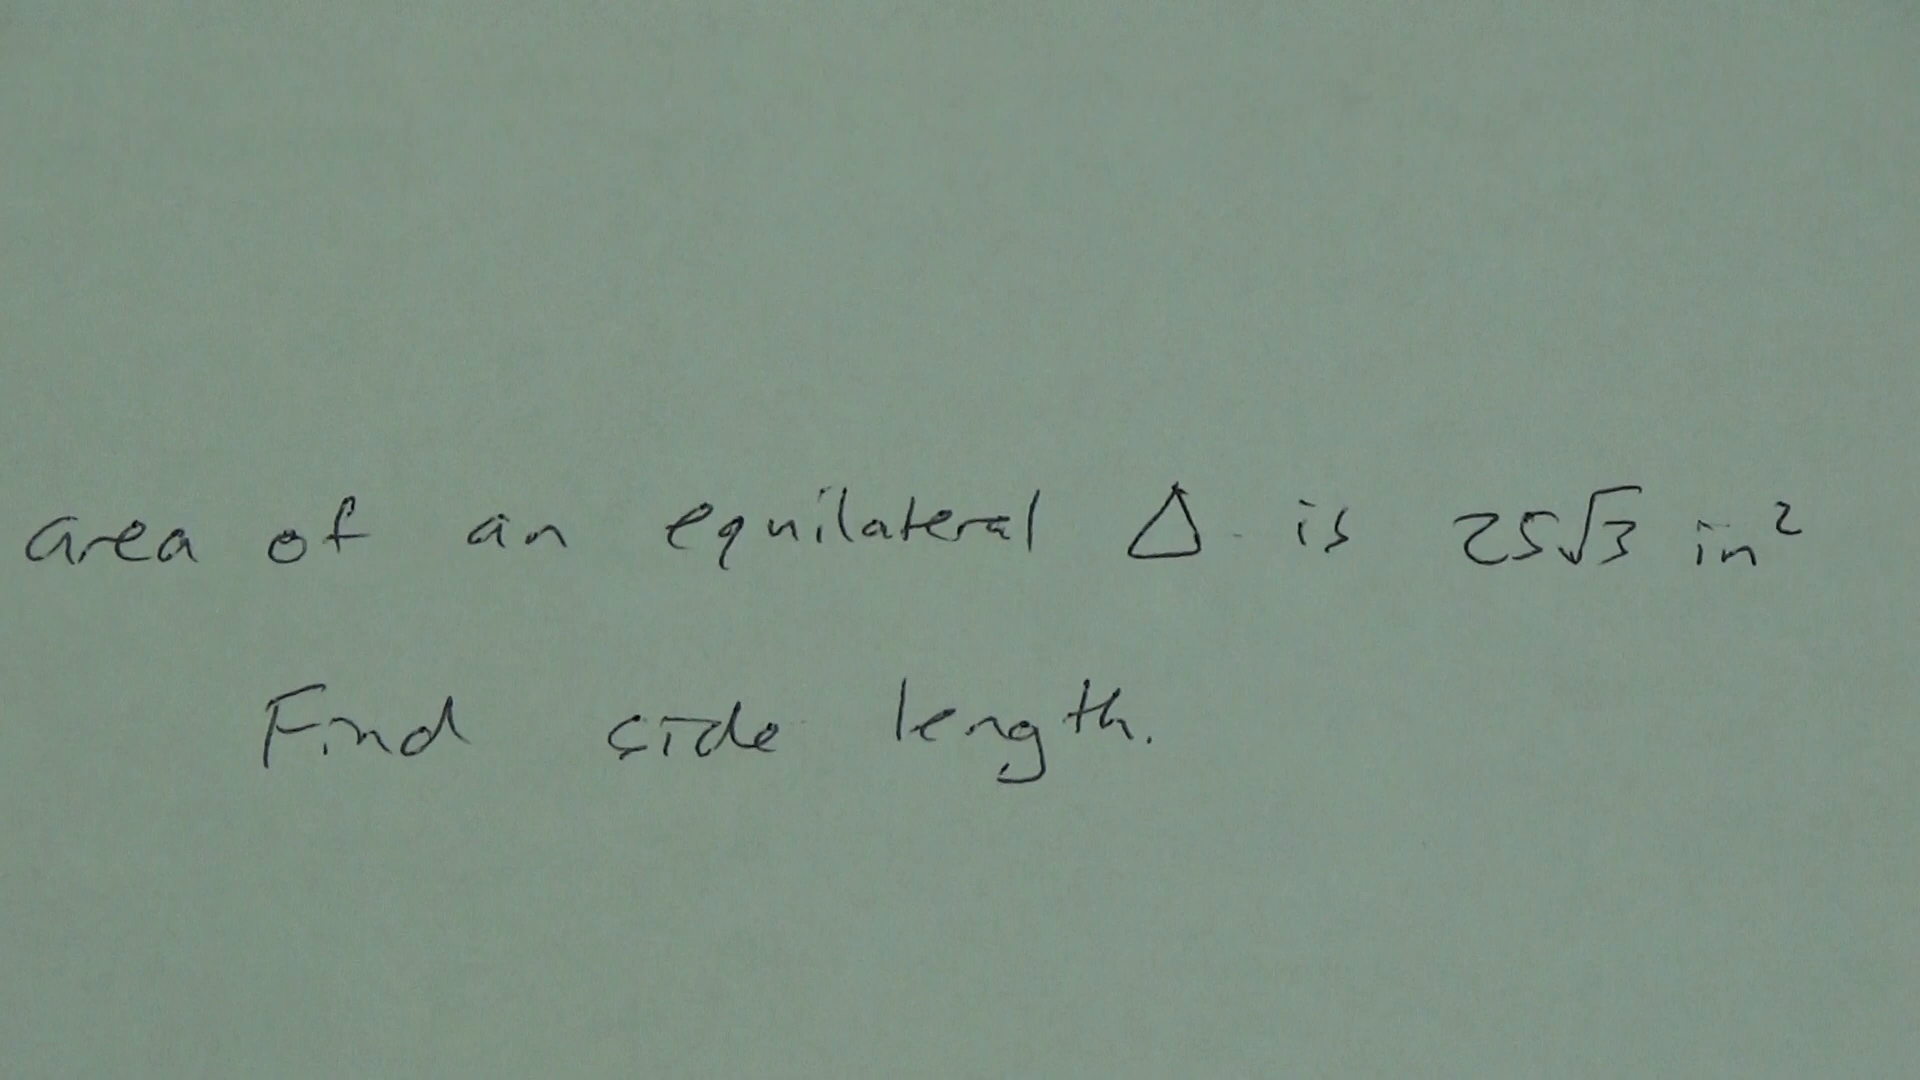 area of an equilateral △ is 25√3 in²
Find side length.